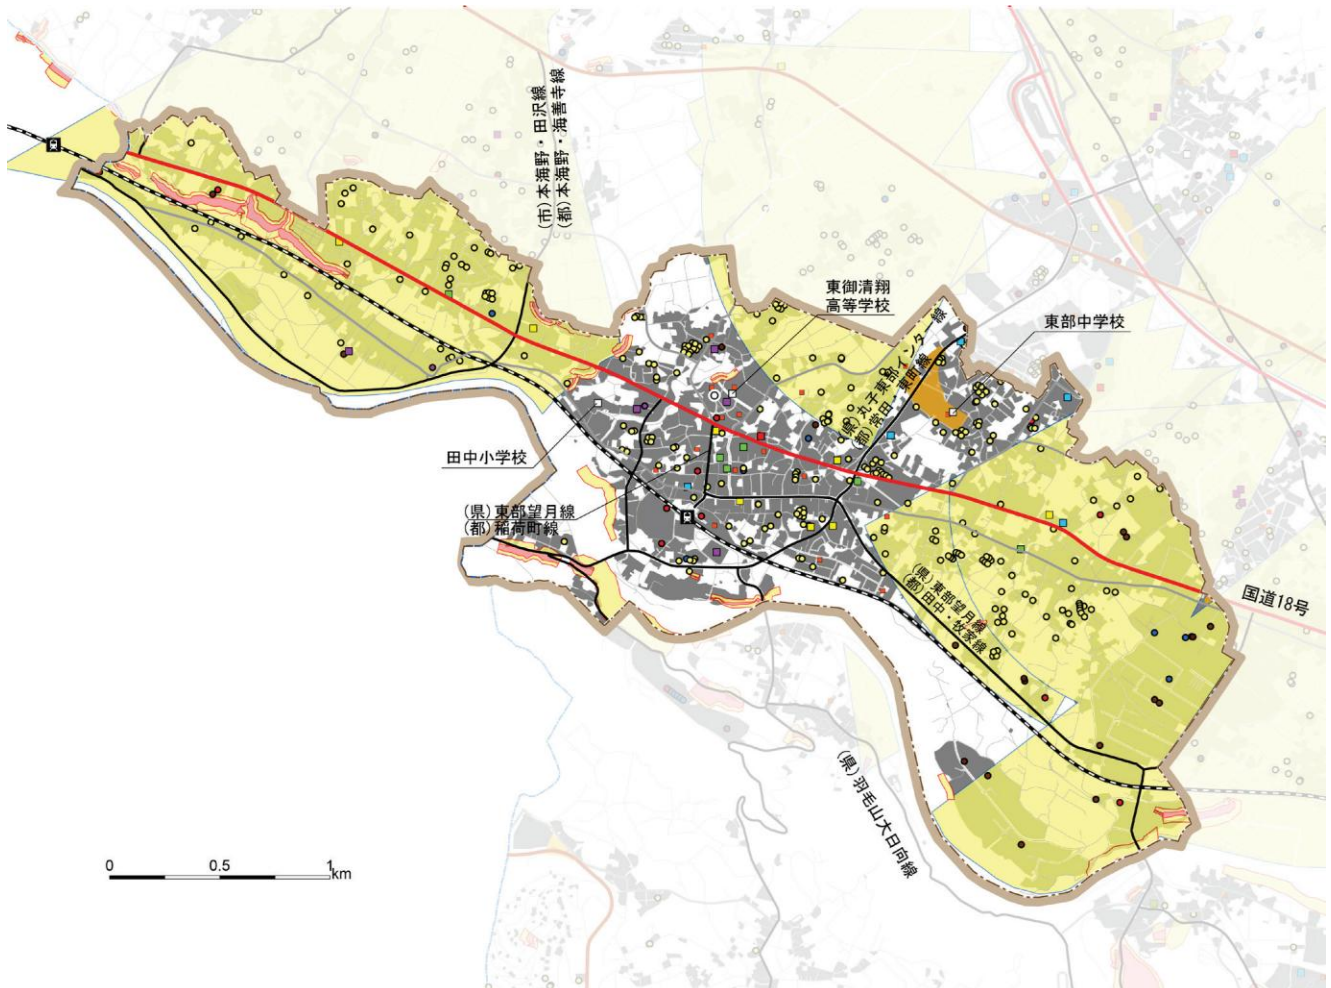 (市)本海野・田沢線
(都)本海野・海善寺線
東御清翔
高等学校
東部中学校
(県)丸子東部インター線
(都)常田・東町線
田中小学校
(県)東部望月線
(都)稲荷町線
(県)東部望月線
(都)田中・牧家線
国道18号
(県)羽毛山大日向線
0 0.5 1
km